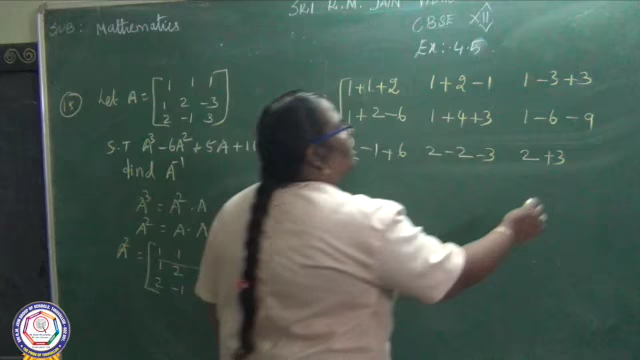 SRI R.M. JAIN
SUB: Mathematics
CBSE XII
Ex: 4.5
15 Let A = [1 1 1
1 2 -3
2 -1 3]
S.T A³ - 6A² + 5A + 11
find A⁻¹
A³ = A² · A
A² = A · A
A² = [1 1
1 2
2 -1
1+1+2 1+2-1 1-3+3
1+2-6 1+4+3 1-6-9
-1+6 2-2-3 2+3